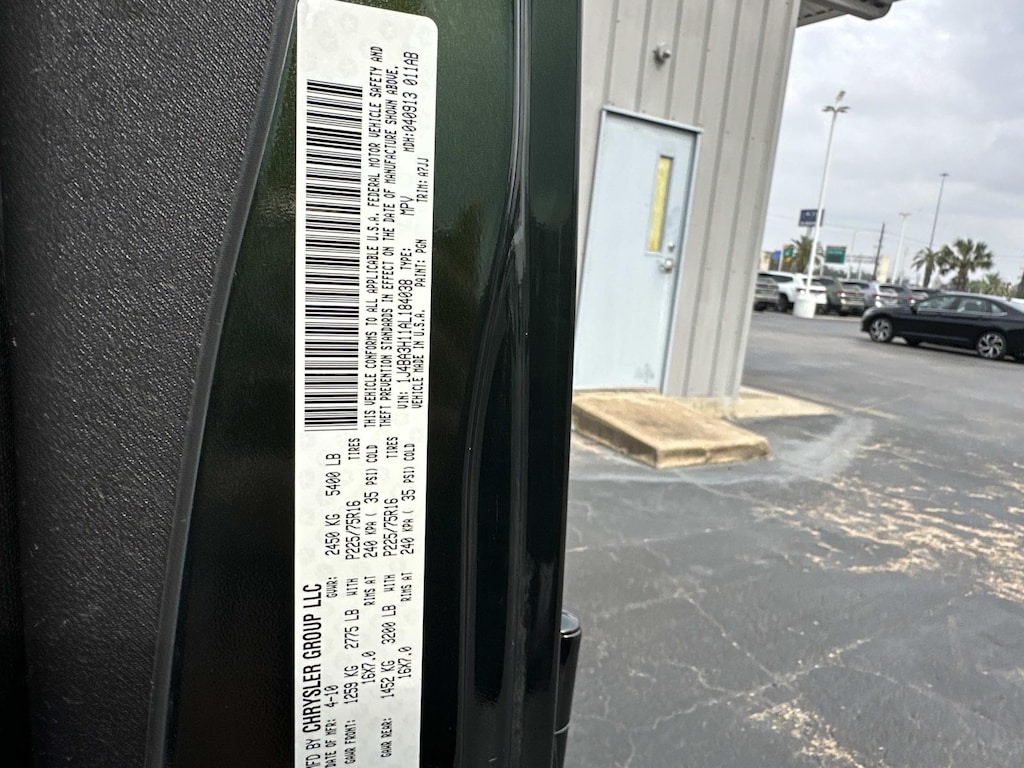 MFD BY CHRYSLER GROUP LLC
DATE OF MFR: 4-10 GVWR: 2450 KG 5400 LB
GAWR FRONT: 1259 KG 2775 LB WITH P225/75R16 TIRES
16X7.0 RIMS AT 240 KPA ( 35 PSI) COLD
GAWR REAR: 1452 KG 3200 LB WITH P225/75R16 TIRES
16X7.0 RIMS AT 240 KPA ( 35 PSI) COLD
THIS VEHICLE CONFORMS TO ALL APPLICABLE U.S.A. FEDERAL MOTOR VEHICLE SAFETY AND
THEFT PREVENTION STANDARDS IN EFFECT ON THE DATE OF MANUFACTURE SHOWN ABOVE.
VIN: 1J4BA3H11AL184038 TYPE: MPV MDH:040913 011AB
VEHICLE MADE IN U.S.A. PAINT: PGN TRIM: A7JJ